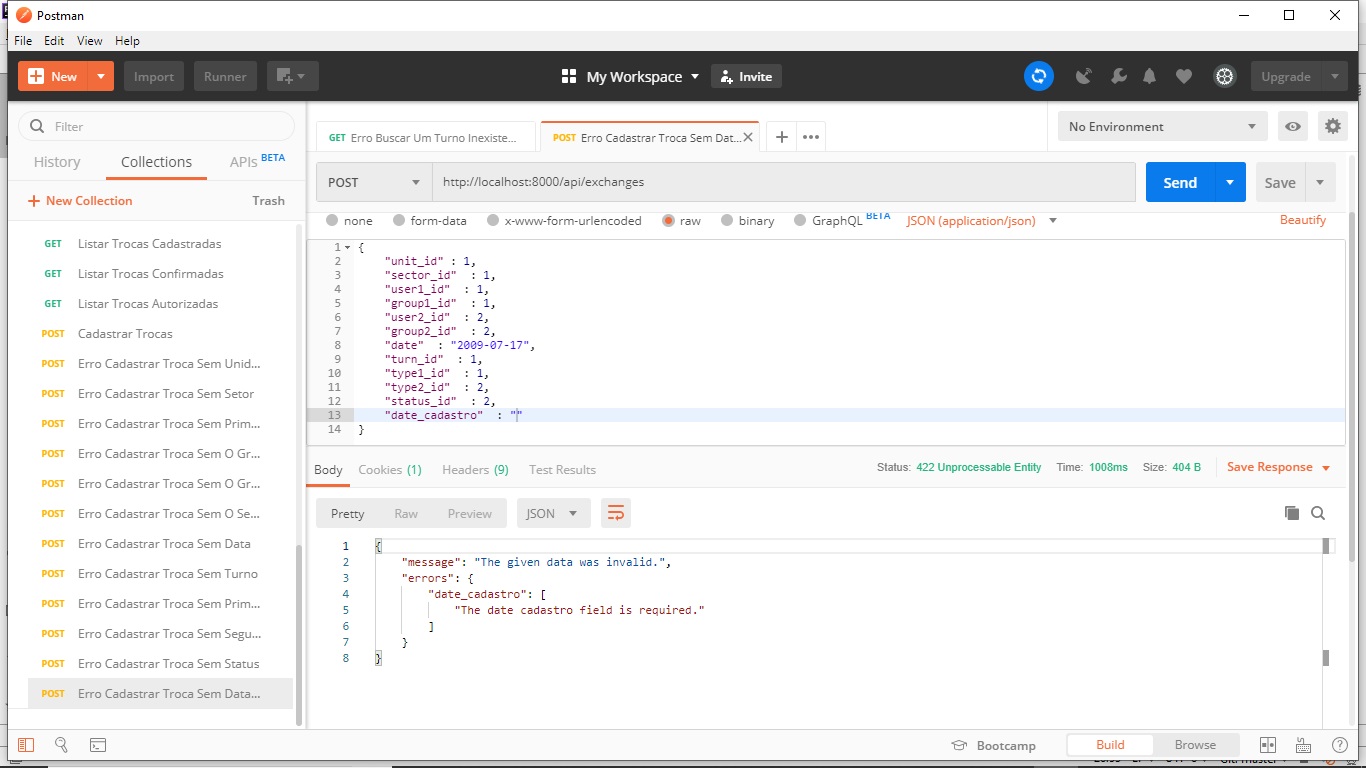 Postman
File Edit View Help
New Import Runner My Workspace Invite Upgrade
Filter
History Collections APIs BETA
New Collection Trash
GET Listar Trocas Cadastradas
GET Listar Trocas Confirmadas
GET Listar Trocas Autorizadas
POST Cadastrar Trocas
POST Erro Cadastrar Troca Sem Unid...
POST Erro Cadastrar Troca Sem Setor
POST Erro Cadastrar Troca Sem Prim...
POST Erro Cadastrar Troca Sem O Gr...
POST Erro Cadastrar Troca Sem O Gr...
POST Erro Cadastrar Troca Sem O Se...
POST Erro Cadastrar Troca Sem Data
POST Erro Cadastrar Troca Sem Turno
POST Erro Cadastrar Troca Sem Prim...
POST Erro Cadastrar Troca Sem Segu...
POST Erro Cadastrar Troca Sem Status
POST Erro Cadastrar Troca Sem Data...
GET Erro Buscar Um Turno Inexiste... POST Erro Cadastrar Troca Sem Dat... No Environment
POST http://localhost:8000/api/exchanges Send Save
none form-data x-www-form-urlencoded raw binary GraphQL BETA JSON (application/json) Beautify
1 {
2 "unit_id" : 1,
3 "sector_id" : 1,
4 "user1_id" : 1,
5 "group1_id" : 1,
6 "user2_id" : 2,
7 "group2_id" : 2,
8 "date" : "2009-07-17",
9 "turn_id" : 1,
10 "type1_id" : 1,
11 "type2_id" : 2,
12 "status_id" : 2,
13 "date_cadastro" : ""
14 }
Body Cookies (1) Headers (9) Test Results Status: 422 Unprocessable Entity Time: 1008ms Size: 404 B Save Response
Pretty Raw Preview JSON
1 {
2 "message": "The given data was invalid.",
3 "errors": {
4 "date_cadastro": [
5 "The date cadastro field is required."
6 ]
7 }
8 }
Bootcamp Build Browse